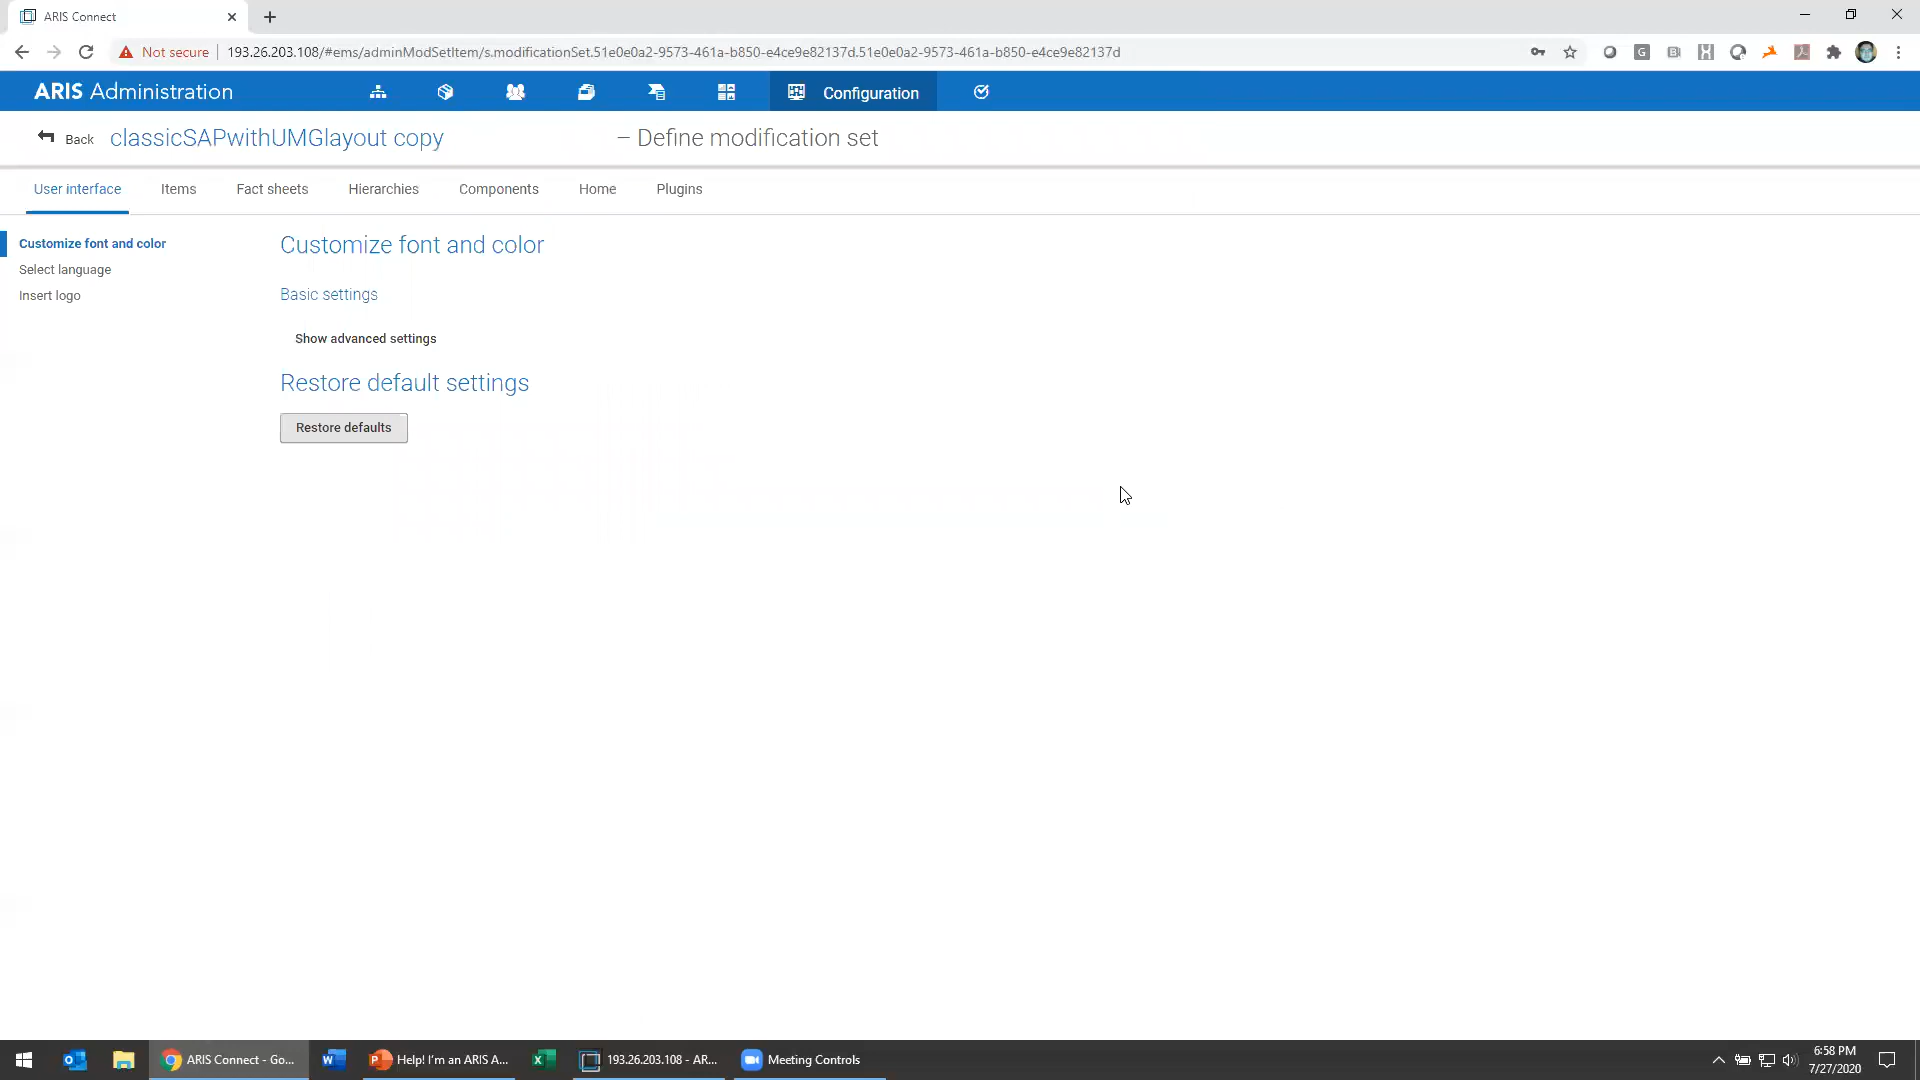 ARIS Connect
Not secure
193.26.203.108/#ems/adminModSetItem/s.modificationSet.51e0e0a2-9573-461a-b850-e4ce9e82137d.51e0e0a2-9573-461a-b850-e4ce9e82137d
ARIS Administration
Configuration
Back classicSAPwithUMGlayout copy – Define modification set
User interface Items Fact sheets Hierarchies Components Home Plugins
Customize font and color
Select language
Insert logo
Customize font and color
Basic settings
Show advanced settings
Restore default settings
Restore defaults
ARIS Connect - Go...
Help! I'm an ARIS A...
193.26.203.108 - AR...
Meeting Controls
6:58 PM
7/27/2020